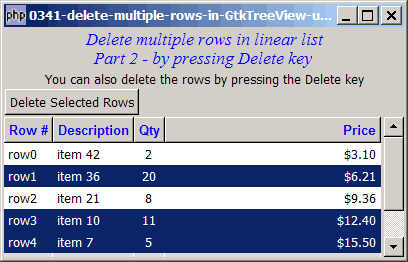 php 0341-delete-multiple-rows-in-GtkTreeView-u...
Delete multiple rows in linear list
Part 2 - by pressing Delete key
You can also delete the rows by pressing the Delete key
Delete Selected Rows
Row # Description Qty Price
row0 item 42 2 $3.10
row1 item 36 20 $6.21
row2 item 21 8 $9.36
row3 item 10 11 $12.40
row4 item 7 5 $15.50